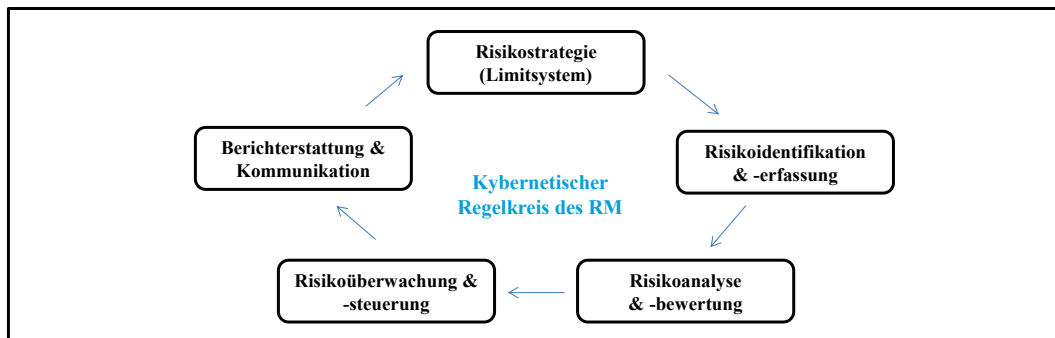 Risikostrategie
(Limitsystem)
Berichterstattung &
Kommunikation
Risikoidentifikation
& -erfassung
Kybernetischer
Regelkreis des RM
Risikoüberwachung &
-steuerung
Risikoanalyse
& -bewertung